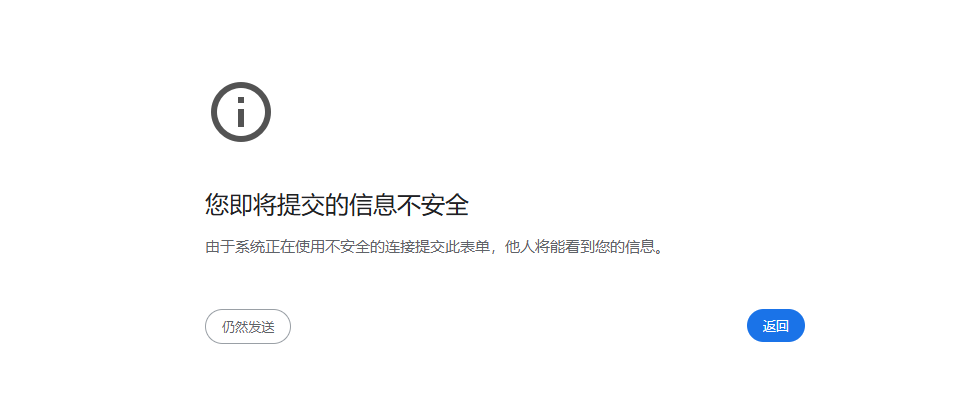 您即将提交的信息不安全
由于系统正在使用不安全的连接提交此表单，他人将能看到您的信息。
仍然发送
返回